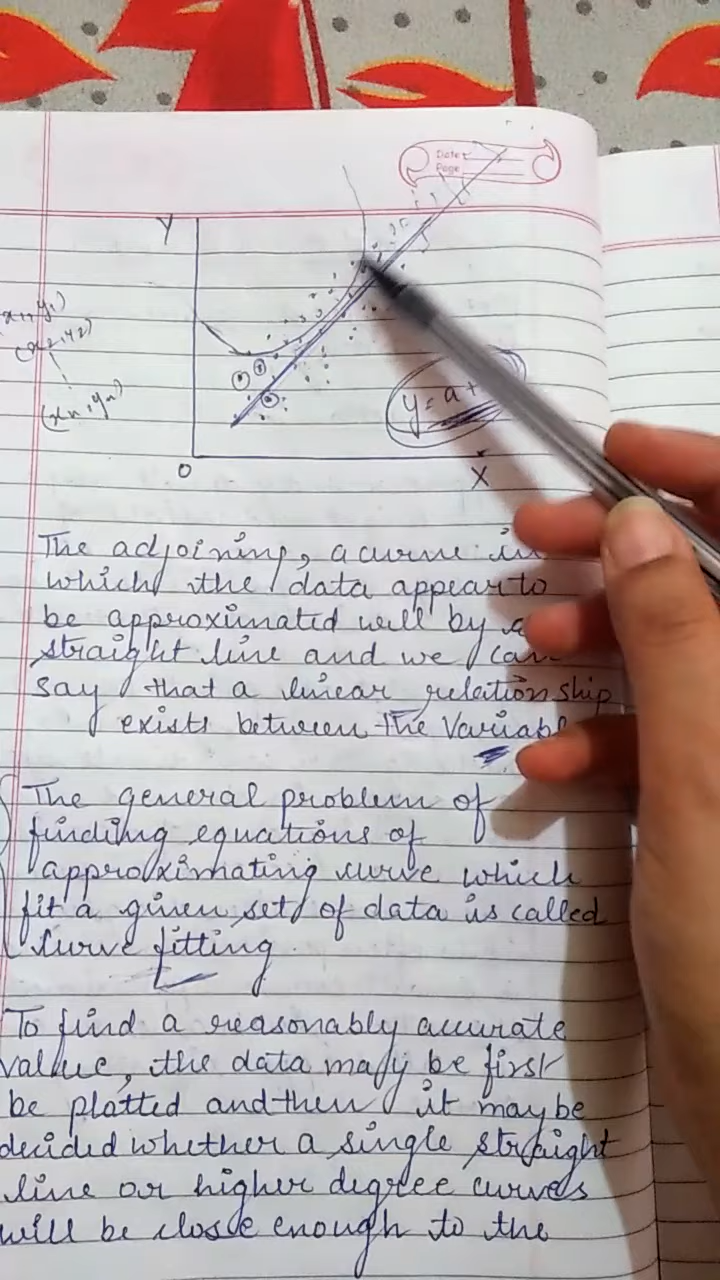 Date
Page
Y
y1)
(x2, y2)
(xn, yn)
y = a +
O
X
The adjoining, a curve in
which the data appear to
be approximated well by a
straight line and we can
say that a linear relationship
exists between the Variabl
The general problem of
finding equations of
approximating curve which
fit a given set of data is called
curve fitting.
To find a reasonably accurate
value, the data may be first
be plotted and then it may be
decided whether a single straight
line or higher degree curves
will be close enough to the